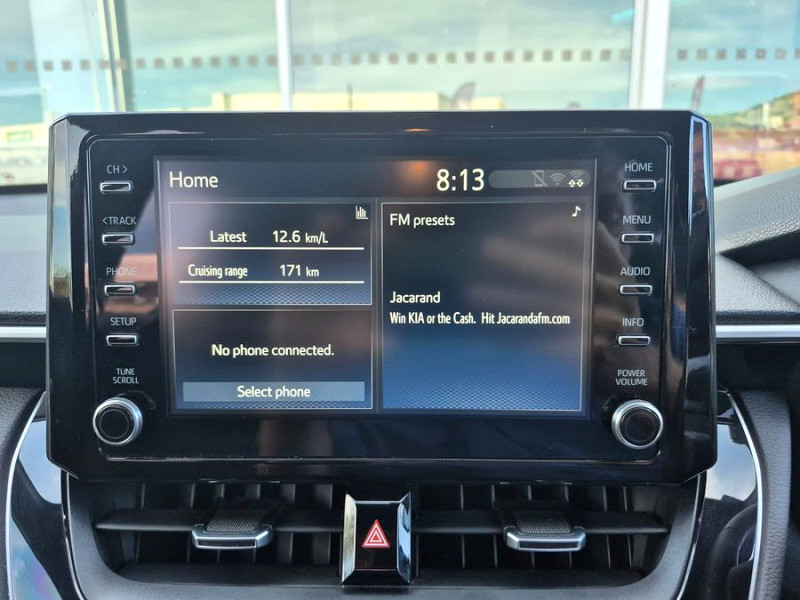 CH >
<TRACK
PHONE
SETUP
TUNE
SCROLL
Home
8:13
Latest 12.6 km/L
Cruising range 171 km
No phone connected.
Select phone
FM presets
Jacarand
Win KIA or the Cash. Hit Jacarandafm.com
HOME
MENU
AUDIO
INFO
POWER
VOLUME